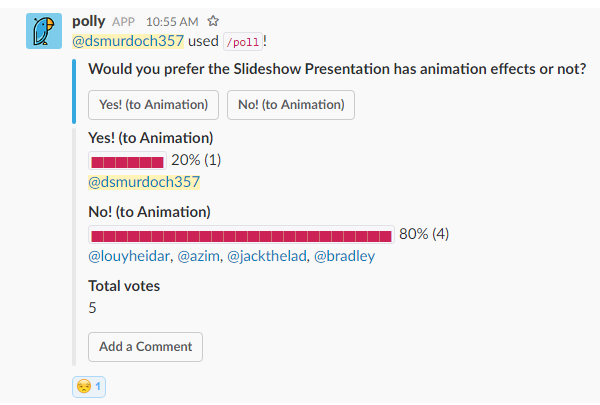 polly APP 10:55 AM
@dsmurdoch357 used /poll!
Would you prefer the Slideshow Presentation has animation effects or not?
Yes! (to Animation) No! (to Animation)
Yes! (to Animation)
20% (1)
@dsmurdoch357
No! (to Animation)
80% (4)
@louyheidar, @azim, @jackthelad, @bradley
Total votes
5
Add a Comment
1